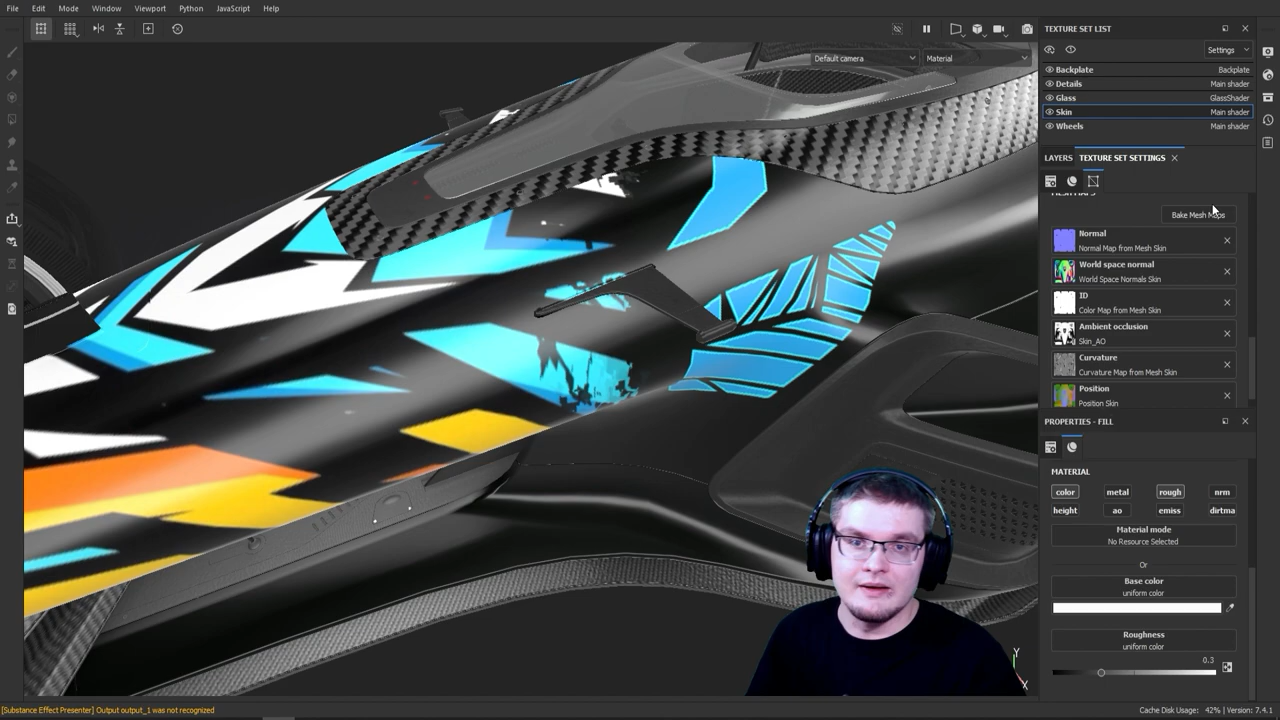 File Edit Mode Window Viewport Python JavaScript Help
Default camera
Material
TEXTURE SET LIST
Settings
Backplate Backplate
Details Main shader
Glass GlassShader
Skin Main shader
Wheels Main shader
LAYERS TEXTURE SET SETTINGS
Bake Mesh Maps
Normal
Normal Map from Mesh Skin
World space normal
World Space Normals Skin
ID
Color Map from Mesh Skin
Ambient occlusion
Skin_AO
Curvature
Curvature Map from Mesh Skin
Position
Position Skin
PROPERTIES - FILL
MATERIAL
color metal rough nrm
height ao emiss dirtma
Material mode
No Resource Selected
Or
Base color
uniform color
Roughness
uniform color
0.3
Y
X
[Substance Effect Presenter] Output output_1 was not recognized
Cache Disk Usage: 42% | Version: 7.4.1